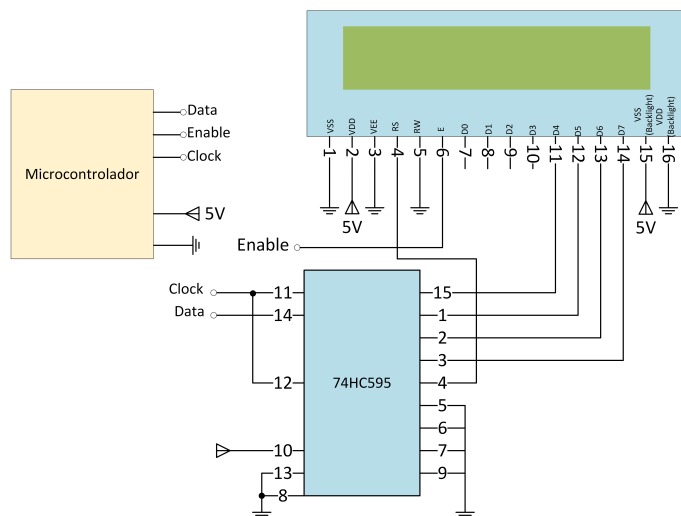 Microcontrolador
Data
Enable
Clock
5V
VSS
VDD
VEE
RS
RW
E
D0
D1
D2
D3
D4
D5
D6
D7
VSS
(Backlight)
VDD
(Backlight)
1
2
3
4
5
6
7
8
9
10
11
12
13
14
15
16
5V
5V
Enable
Clock
Data
74HC595
11
14
12
10
13
8
15
1
2
3
4
5
6
7
9